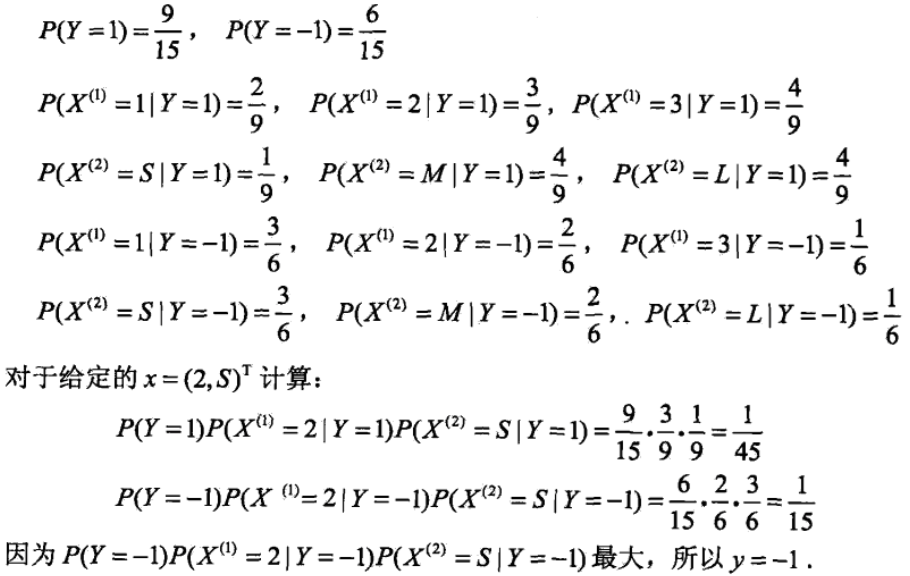 P(Y=1)=9/15, P(Y=-1)=6/15
P(X⁽¹⁾=1|Y=1)=2/9, P(X⁽¹⁾=2|Y=1)=3/9, P(X⁽¹⁾=3|Y=1)=4/9
P(X⁽²⁾=S|Y=1)=1/9, P(X⁽²⁾=M|Y=1)=4/9, P(X⁽²⁾=L|Y=1)=4/9
P(X⁽¹⁾=1|Y=-1)=3/6, P(X⁽¹⁾=2|Y=-1)=2/6, P(X⁽¹⁾=3|Y=-1)=1/6
P(X⁽²⁾=S|Y=-1)=3/6, P(X⁽²⁾=M|Y=-1)=2/6,. P(X⁽²⁾=L|Y=-1)=1/6
对于给定的 x=(2,S)ᵀ 计算：
P(Y=1)P(X⁽¹⁾=2|Y=1)P(X⁽²⁾=S|Y=1)=9/15·3/9·1/9=1/45
P(Y=-1)P(X⁽¹⁾=2|Y=-1)P(X⁽²⁾=S|Y=-1)=6/15·2/6·3/6=1/15
因为 P(Y=-1)P(X⁽¹⁾=2|Y=-1)P(X⁽²⁾=S|Y=-1) 最大，所以 y=-1.